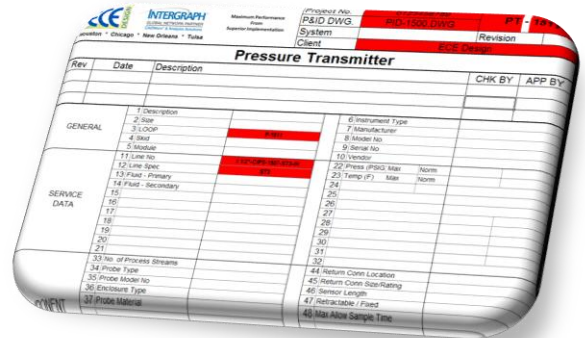 CCE DESIGN
INTERGRAPH
GLOBAL NETWORK PARTNER
Maximum Performance
From
Superior Implementation
Houston * Chicago * New Orleans * Tulsa
Project No.
P&ID DWG. PID-1500.DWG
System
Revision
Client ECE Design
Pressure Transmitter
Rev Date Description CHK BY APP BY
GENERAL
1 Description
2 Size
3 LOOP
4 Skid
5 Module
6 Instrument Type
7 Manufacturer
8 Model No
9 Serial No
10 Vendor
SERVICE
DATA
11 Line No
12 Line Spec
13 Fluid - Primary
14 Fluid - Secondary
15
16
17
18
19
20
21
22 Press (PSIG) Max Norm
23 Temp (F) Max Norm
24
25
26
27
28
29
30
31
32
33 No. of Process Streams
34 Probe Type
35 Probe Model No
36 Enclosure Type
37 Probe Material
44 Return Conn Location
45 Return Conn Size/Rating
46 Sensor Length
47 Retractable / Fixed
48 Max Allow Sample Time